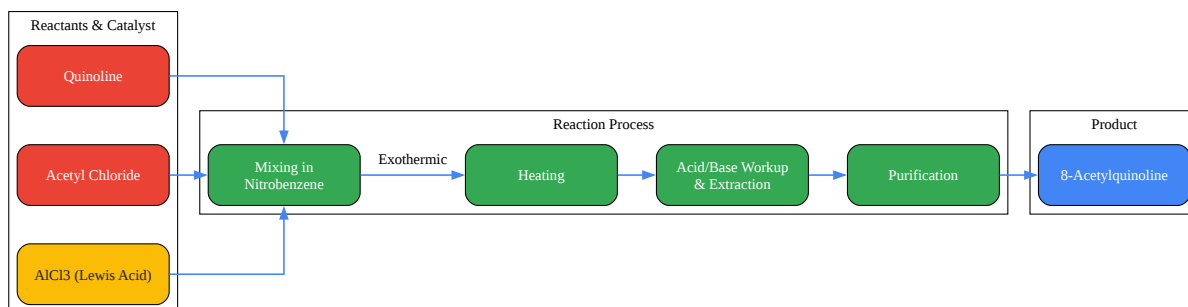 Reactants & Catalyst
Quinoline
Acetyl Chloride
AlCl3 (Lewis Acid)
Reaction Process
Mixing in
Nitrobenzene
Exothermic
Heating
Acid/Base Workup
& Extraction
Purification
Product
8-Acetylquinoline